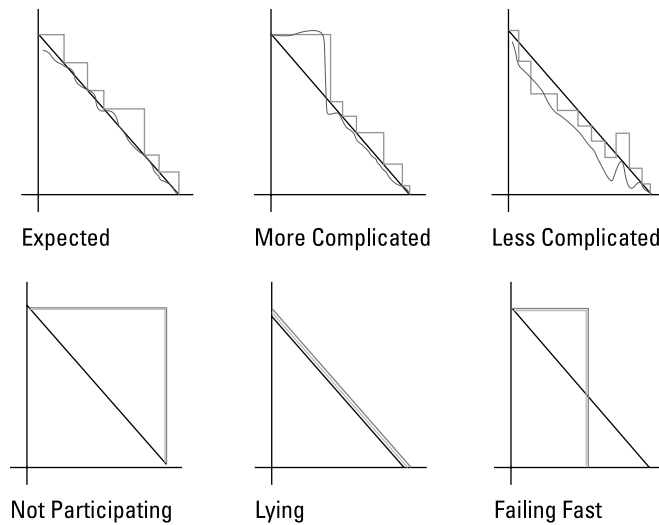 Expected
More Complicated
Less Complicated
Not Participating
Lying
Failing Fast